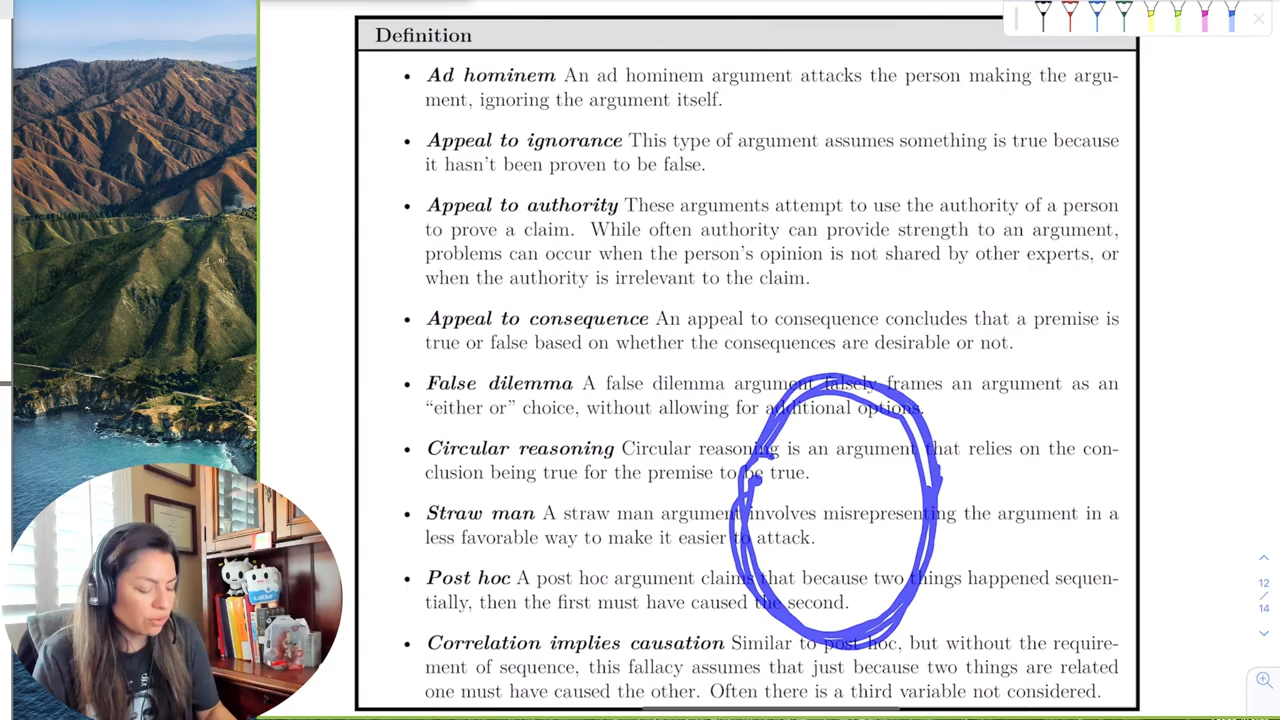 Definition
• Ad hominem An ad hominem argument attacks the person making the argu-
ment, ignoring the argument itself.
• Appeal to ignorance This type of argument assumes something is true because
it hasn't been proven to be false.
• Appeal to authority These arguments attempt to use the authority of a person
to prove a claim. While often authority can provide strength to an argument,
problems can occur when the person's opinion is not shared by other experts, or
when the authority is irrelevant to the claim.
• Appeal to consequence An appeal to consequence concludes that a premise is
true or false based on whether the consequences are desirable or not.
• False dilemma A false dilemma argument falsely frames an argument as an
“either or” choice, without allowing for additional options.
• Circular reasoning Circular reasoning is an argument that relies on the con-
clusion being true for the premise to be true.
• Straw man A straw man argument involves misrepresenting the argument in a
less favorable way to make it easier to attack.
• Post hoc A post hoc argument claims that because two things happened sequen-
tially, then the first must have caused the second.
• Correlation implies causation Similar to post hoc, but without the require-
ment of sequence, this fallacy assumes that just because two things are related
one must have caused the other. Often there is a third variable not considered.
12
/
14
Latte